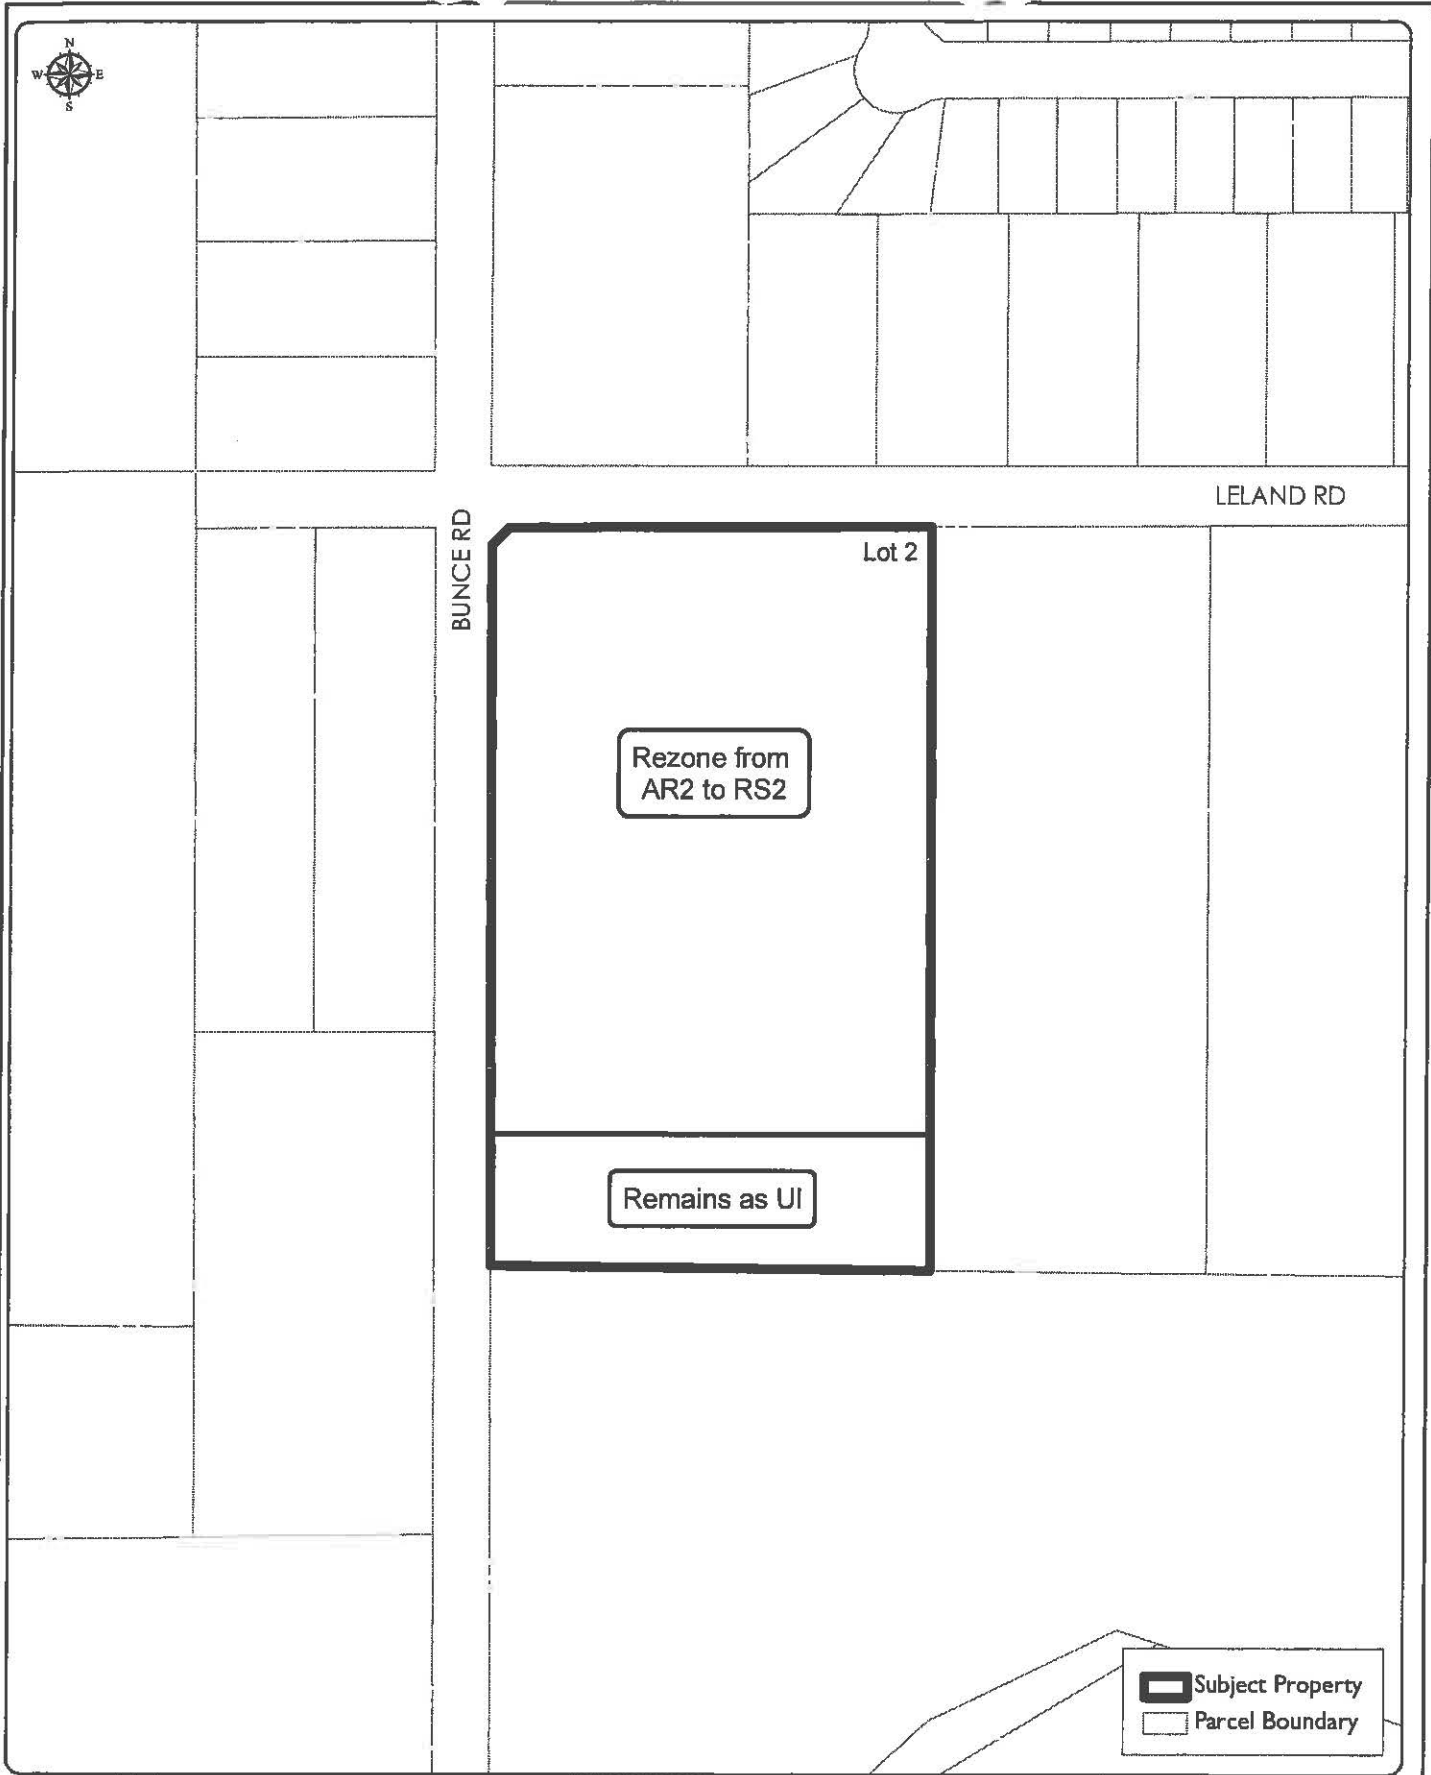 N
W E
S
LELAND RD
BUNCE RD
Lot 2
Rezone from
AR2 to RS2
Remains as UI
Subject Property
Parcel Boundary